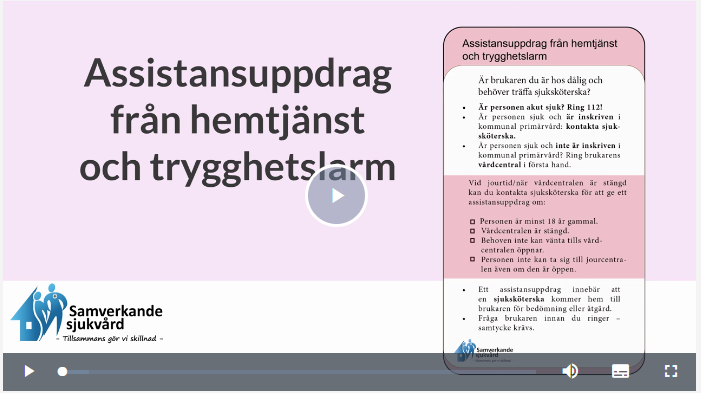 Assistansuppdrag
från hemtjänst
och trygghetslarm
Samverkande
sjukvård
- Tillsammans gör vi skillnad -
Assistansuppdrag från hemtjänst
och trygghetslarm
Är brukaren du är hos dålig och
behöver träffa sjuksköterska?
• Är personen akut sjuk? Ring 112!
• Är personen sjuk och är inskriven i
kommunal primärvård: kontakta sjuk-
sköterska.
• Är personen sjuk och inte är inskriven i
kommunal primärvård? Ring brukarens
vårdcentral i första hand.
Vid jourtid/när vårdcentralen är stängd
kan du kontakta sjuksköterska för att ge ett
assistansuppdrag om:
Personen är minst 18 år gammal.
Vårdcentralen är stängd.
Behoven inte kan vänta tills vård-
centralen öppnar.
Personen inte kan ta sig till jourcentra-
len även om den är öppen.
• Ett assistansuppdrag innebär att
en sjuksköterska kommer hem till
brukaren för bedömning eller åtgärd.
• Fråga brukaren innan du ringer –
samtycke krävs.
Samverkande
sjukvård